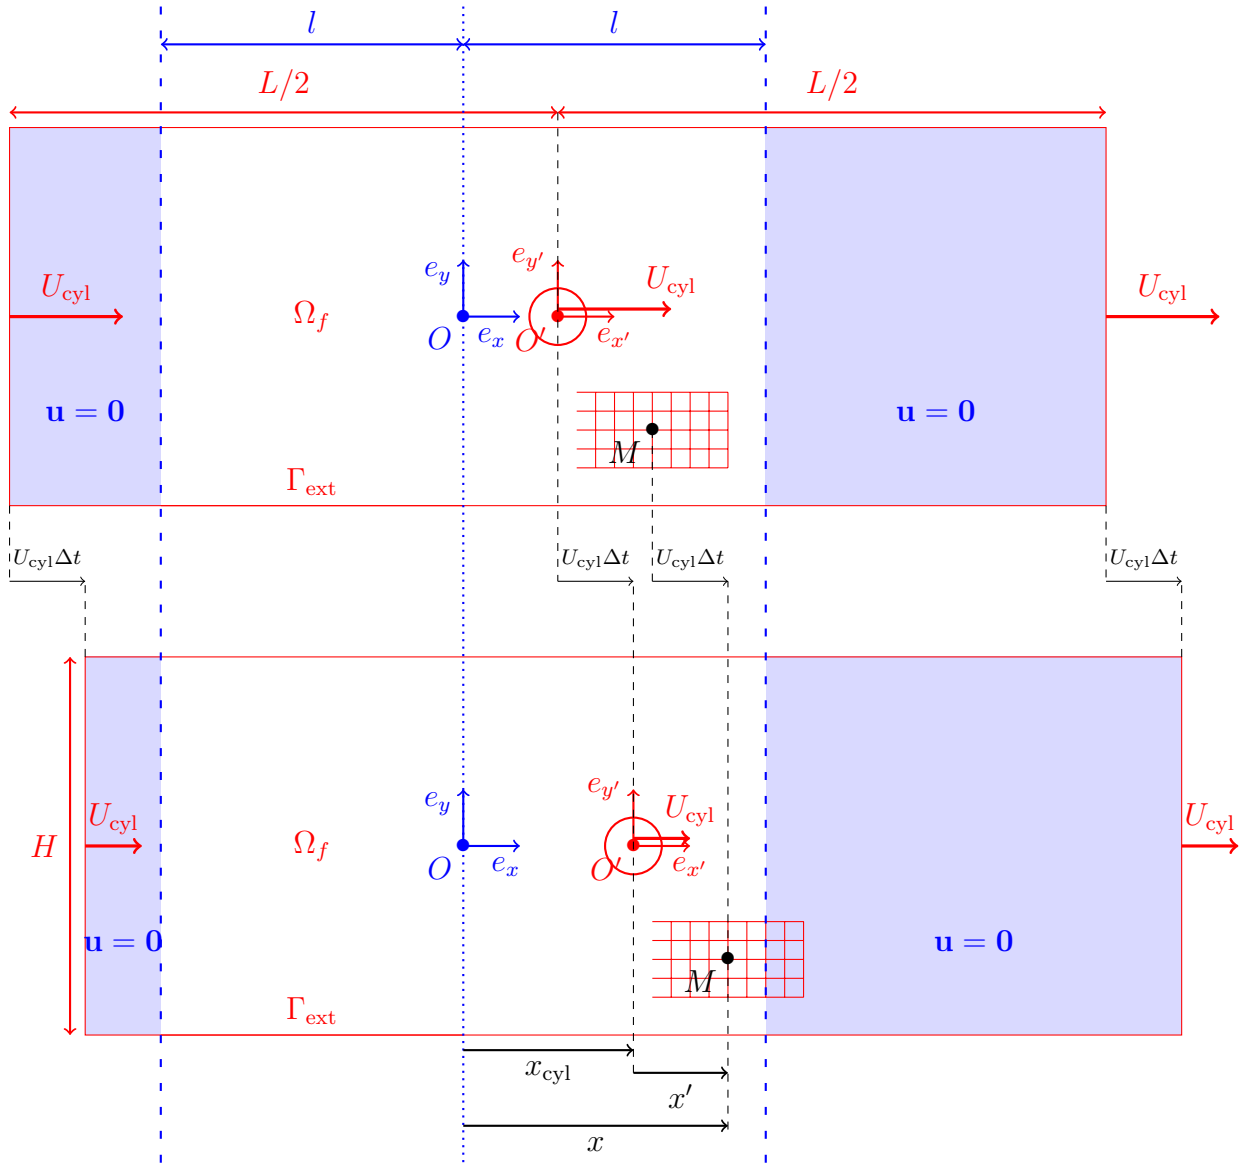 l l
L/2 L/2
e_y e_{y'} U_cyl
U_cyl Ω_f U_cyl
O e_x O' e_{x'}
u = 0 u = 0
M
Γ_ext
U_cyl Δt U_cyl Δt U_cyl Δt U_cyl Δt
e_y e_{y'} U_cyl
H U_cyl Ω_f U_cyl
O e_x O' e_{x'}
u = 0 u = 0
M
Γ_ext
x_cyl
x'
x